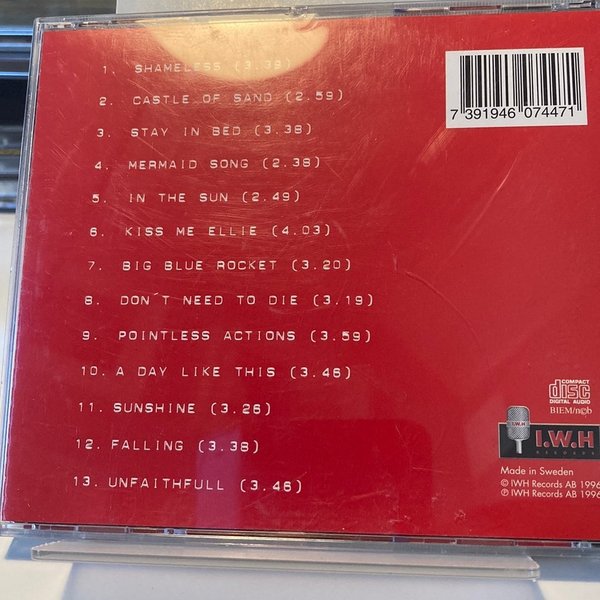 1. SHAMELESS (3.39)
2. CASTLE OF SAND (2.59)
3. STAY IN BED (3.38)
4. MERMAID SONG (2.38)
5. IN THE SUN (2.49)
6. KISS ME ELLIE (4.03)
7. BIG BLUE ROCKET (3.20)
8. DON´T NEED TO DIE (3.19)
9. POINTLESS ACTIONS (3.59)
10. A DAY LIKE THIS (3.46)
11. SUNSHINE (3.26)
12. FALLING (3.38)
13. UNFAITHFULL (3.46)
7 391946 074471
COMPACT
disc
DIGITAL AUDIO
BIEM/n©b
I.W.H
I.W.H
RECORDS
Made in Sweden
© IWH Records AB 1996
℗ IWH Records AB 1996